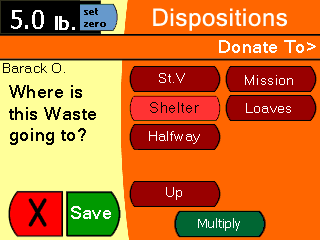 5.0 lb.
set
zero
Dispositions
Donate To>
Barack O.
Where is
this Waste
going to?
St.V
Mission
Shelter
Loaves
Halfway
Up
X
Save
Multiply